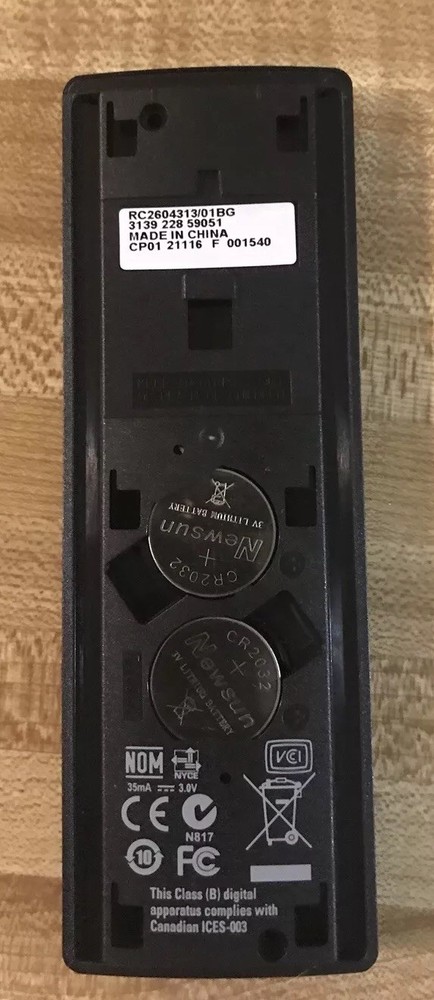 RC2604313/01BG
3139 228 59051
MADE IN CHINA
CP01 21116 F 001540
3V LITHIUM BATTERY
Newsun
+
CR2032
CR2032
+
Newsun
3V LITHIUM BATTERY
NOM
NYCE
VCI
35mA ⎓ 3.0V
CE
N817
10
FC
This Class (B) digital
apparatus complies with
Canadian ICES-003